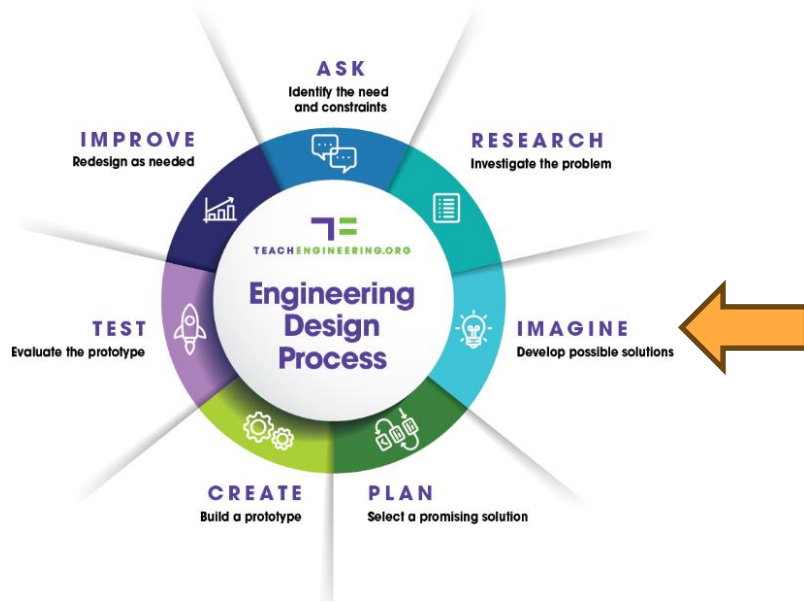 ASK
Identify the need
and constraints
RESEARCH
Investigate the problem
IMAGINE
Develop possible solutions
PLAN
Select a promising solution
CREATE
Build a prototype
TEST
Evaluate the prototype
IMPROVE
Redesign as needed
TEACHENGINEERING.ORG
Engineering
Design
Process